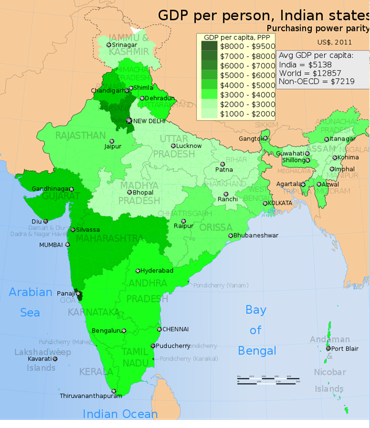 GDP per person, Indian states
Purchasing power parity
US$, 2011
GDP per capita, PPP
$8000 - $9500
$7000 - $8000
$6000 - $7000
$5000 - $6000
$4000 - $5000
$3000 - $4000
$2000 - $3000
$1000 - $2000
Avg GDP per capita:
India = $5138
World = $12857
Non-OECD = $7219
JAMMU &
KASHMIR
Srinagar
Shimla
Chandigarh
Dehradun
NEW DELHI
RAJASTHAN
Jaipur
UTTAR
PRADESH
Lucknow
BIHAR
Patna
Gangtok
Itanagar
Guwahati
ASSAM
Shillong
Kohima
Imphal
Agartala
Aizwal
Gandhinagar
GUJARAT
MADHYA
PRADESH
Bhopal
Ranchi
KOLKATA
Raipur
ORISSA
Bhubaneshwar
Diu
Silvassa
MAHARASHTRA
MUMBAI
Hyderabad
ANDHRA
PRADESH
Panaji
KARNATAKA
Arabian
Sea
Bay
of
Bengal
Bengalun
CHENNAI
Puducherry
TAMIL
NADU
KERALA
Lakshadweep
Islands
Kavarati
Thiruvananthapuram
Andaman
&
Nicobar
Islands
Port Blair
Indian Ocean